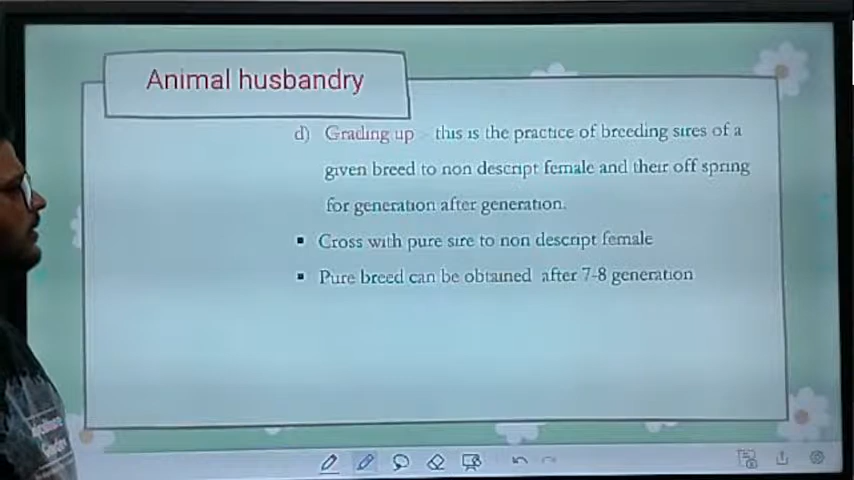 Animal husbandry
d) Grading up - this is the practice of breeding sires of a
given breed to non descript female and their off spring
for generation after generation.
▪ Cross with pure sire to non descript female
▪ Pure breed can be obtained after 7-8 generation